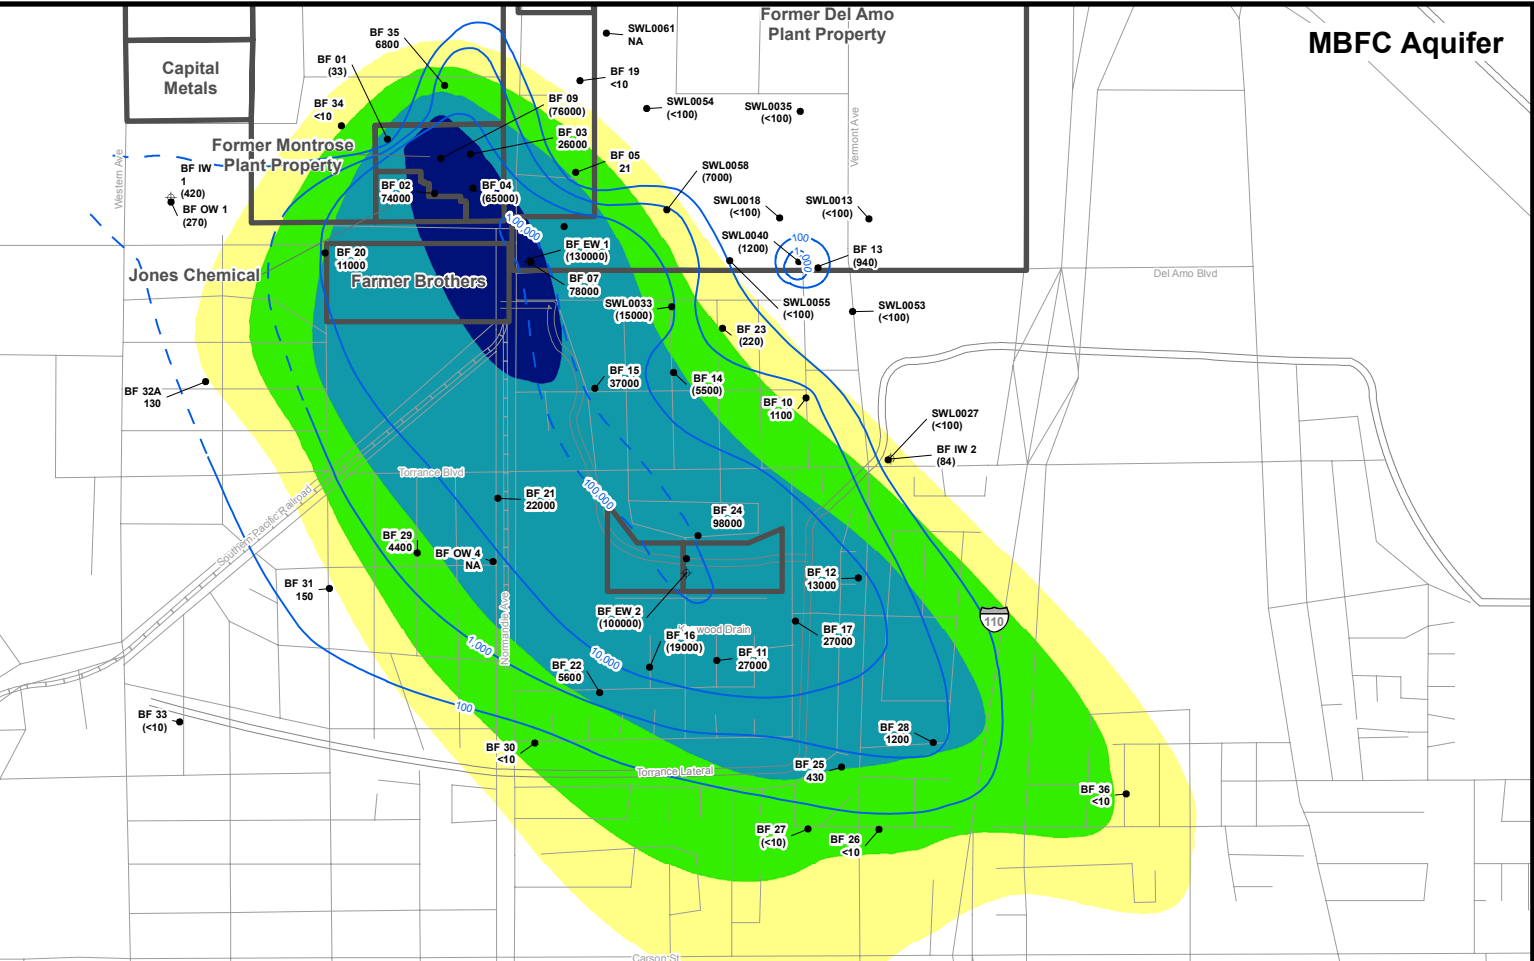 MBFC Aquifer
Former Del Amo
Plant Property
Capital
Metals
Former Montrose
Plant Property
Jones Chemical
Farmer Brothers
BF 35
6800
BF 01
(33)
BF 34
<10
SWL0061
NA
BF 19
<10
BF 09
(76000)
BF 03
26000
SWL0054
(<100)
SWL0035
(<100)
BF 05
21
SWL0058
(7000)
BF IW
1
(420)
BF OW 1
(270)
BF 02
74000
BF 04
(65000)
SWL0018
(<100)
SWL0013
(<100)
SWL0040
(1200)
BF 13
(940)
BF EW 1
(130000)
BF 07
78000
BF 20
11000
SWL0033
(15000)
SWL0055
(<100)
SWL0053
(<100)
BF 23
(220)
BF 32A
130
BF 15
37000
BF 14
(5500)
BF 10
1100
SWL0027
(<100)
BF IW 2
(84)
BF 21
22000
BF 24
98000
BF 29
4400
BF OW 4
NA
BF 31
150
BF 12
13000
BF EW 2
(100000)
BF 16
(19000)
BF 17
27000
BF 11
27000
BF 22
5600
BF 33
(<10)
BF 30
<10
BF 28
1200
BF 25
430
BF 36
<10
BF 27
(<10)
BF 26
<10
100,000
100
1,000
100,000
1,000
10,000
100
Western Ave
Vermont Ave
Del Amo Blvd
Torrance Blvd
Southern Pacific Railroad
Normandie Ave
wood Drain
Torrance Lateral
110
Carson St